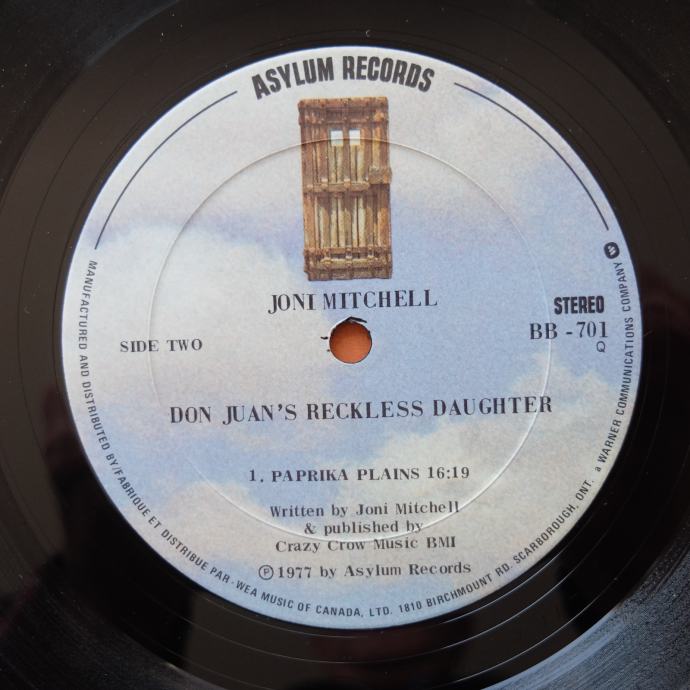 ASYLUM RECORDS
JONI MITCHELL
STEREO
SIDE TWO
BB - 701
Q
DON JUAN'S RECKLESS DAUGHTER
1. PAPRIKA PLAINS 16:19
Written by Joni Mitchell
& published by
Crazy Crow Music BMI
Ⓟ 1977 by Asylum Records
MANUFACTURED AND DISTRIBUTED BY/FABRIQUE ET DISTRIBUE PAR - WEA MUSIC OF CANADA, LTD. 1810 BIRCHMOUNT RD. SCARBOROUGH, ONT. a WARNER COMMUNICATIONS COMPANY